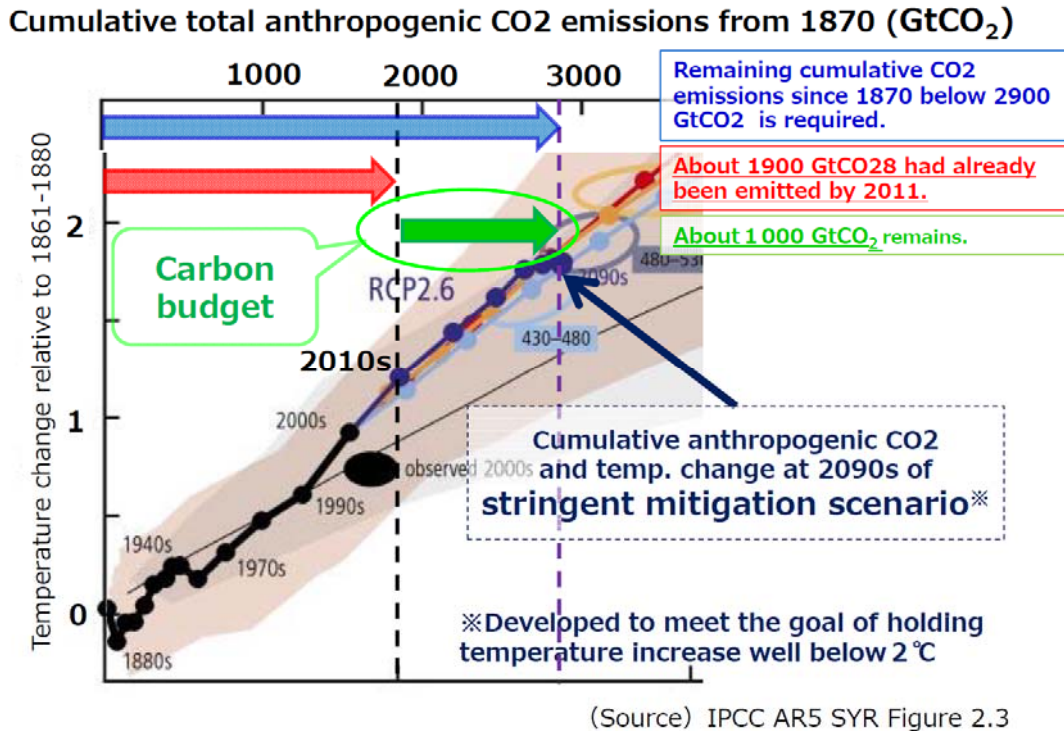 Cumulative total anthropogenic CO2 emissions from 1870 (GtCO₂)
1000
2000
3000
Remaining cumulative CO2
emissions since 1870 below 2900
GtCO2 is required.
About 1900 GtCO28 had already
been emitted by 2011.
About 1000 GtCO₂ remains.
Temperature change relative to 1861-1880
2
1
0
Carbon
budget
RCP2.6
2090s
430–480
2010s
2000s
observed 2000s
1990s
1940s
1970s
1880s
Cumulative anthropogenic CO2
and temp. change at 2090s of
stringent mitigation scenario※
※Developed to meet the goal of holding
temperature increase well below 2℃
(Source) IPCC AR5 SYR Figure 2.3